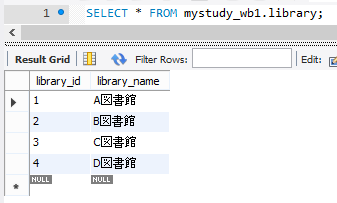 1 SELECT * FROM mystudy_wb1.library;
Result Grid Filter Rows: Edit:
library_id library_name
1 A図書館
2 B図書館
3 C図書館
4 D図書館
NULL NULL